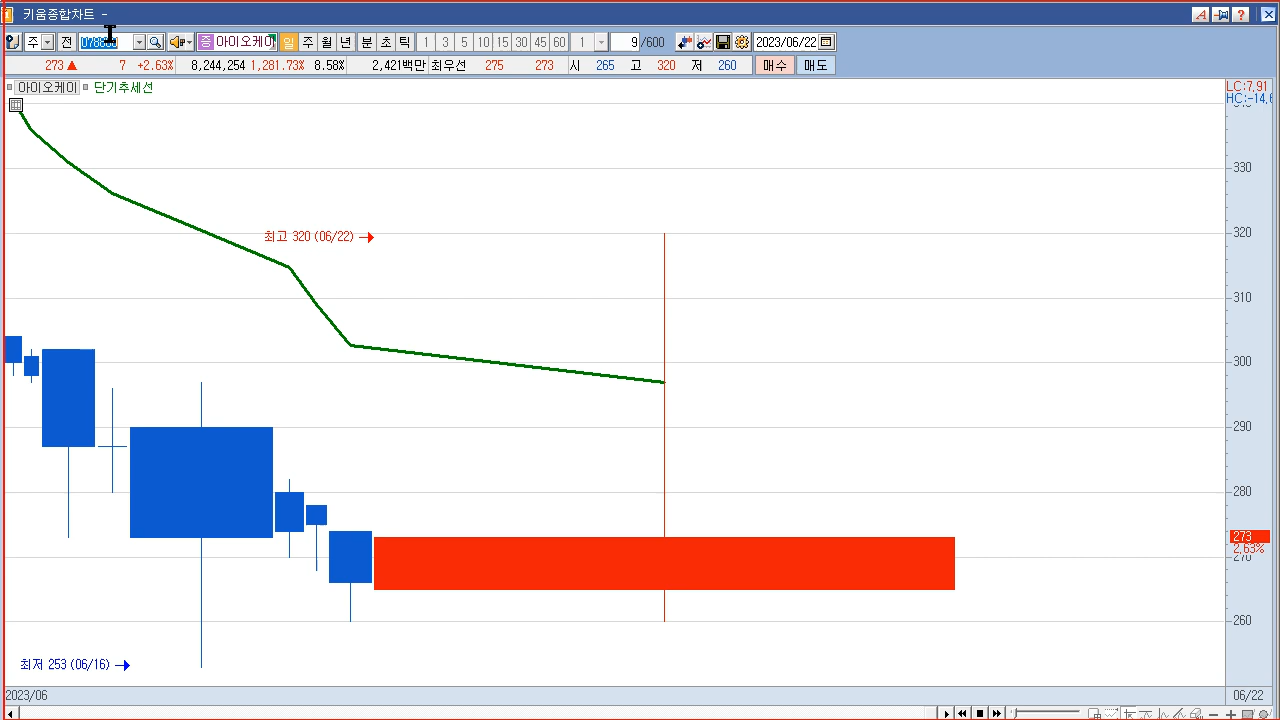 키움종합차트 -
주 전 증 아이오케이 일 주 월 년 분 초 틱 1 3 5 10 15 30 45 60 1 9 /600 2023/06/22
273 ▲ 7 +2.63% 8,244,254 1,281.73% 8.58% 2,421백만 최우선 275 273 시 265 고 320 저 260 매수 매도
아이오케이 단기추세선
LC:7.91
HC:-14.6
330
최고 320 (06/22)
320
310
300
290
280
273
2.63%
270
260
최저 253 (06/16)
2023/06
06/22